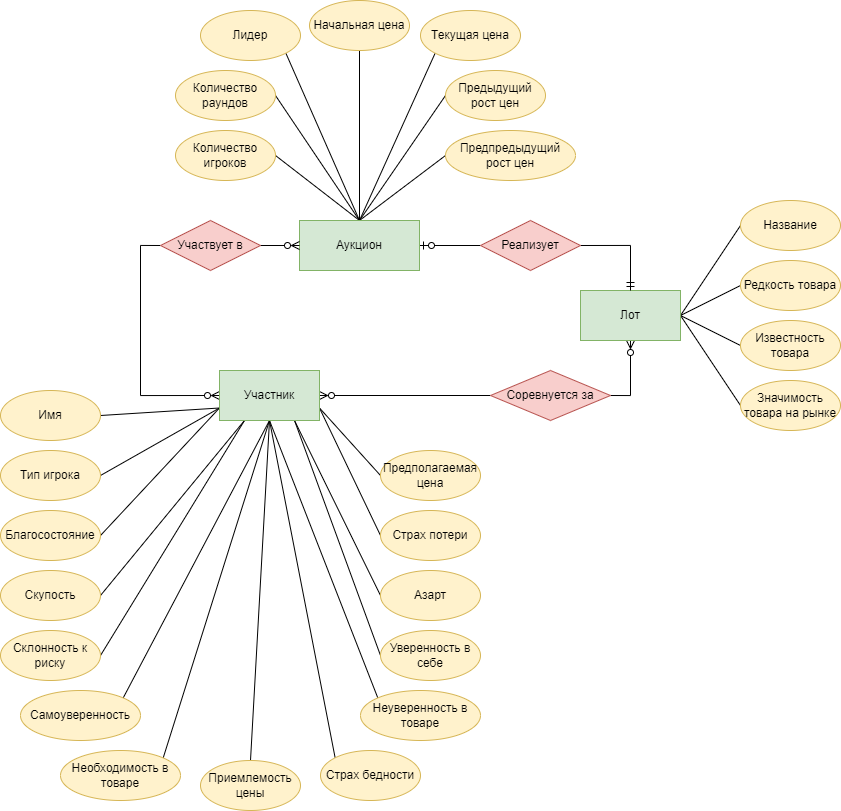 Лидер
Начальная цена
Текущая цена
Количество
раундов
Предыдущий
рост цен
Количество
игроков
Предпредыдущий
рост цен
Участвует в
Аукцион
Реализует
Название
Редкость товара
Лот
Известность
товара
Значимость
товара на рынке
Участник
Соревнуется за
Имя
Предполагаемая
цена
Тип игрока
Страх потери
Благосостояние
Азарт
Скупость
Уверенность в
себе
Склонность к
риску
Неуверенность в
товаре
Самоуверенность
Необходимость в
товаре
Приемлемость
цены
Страх бедности